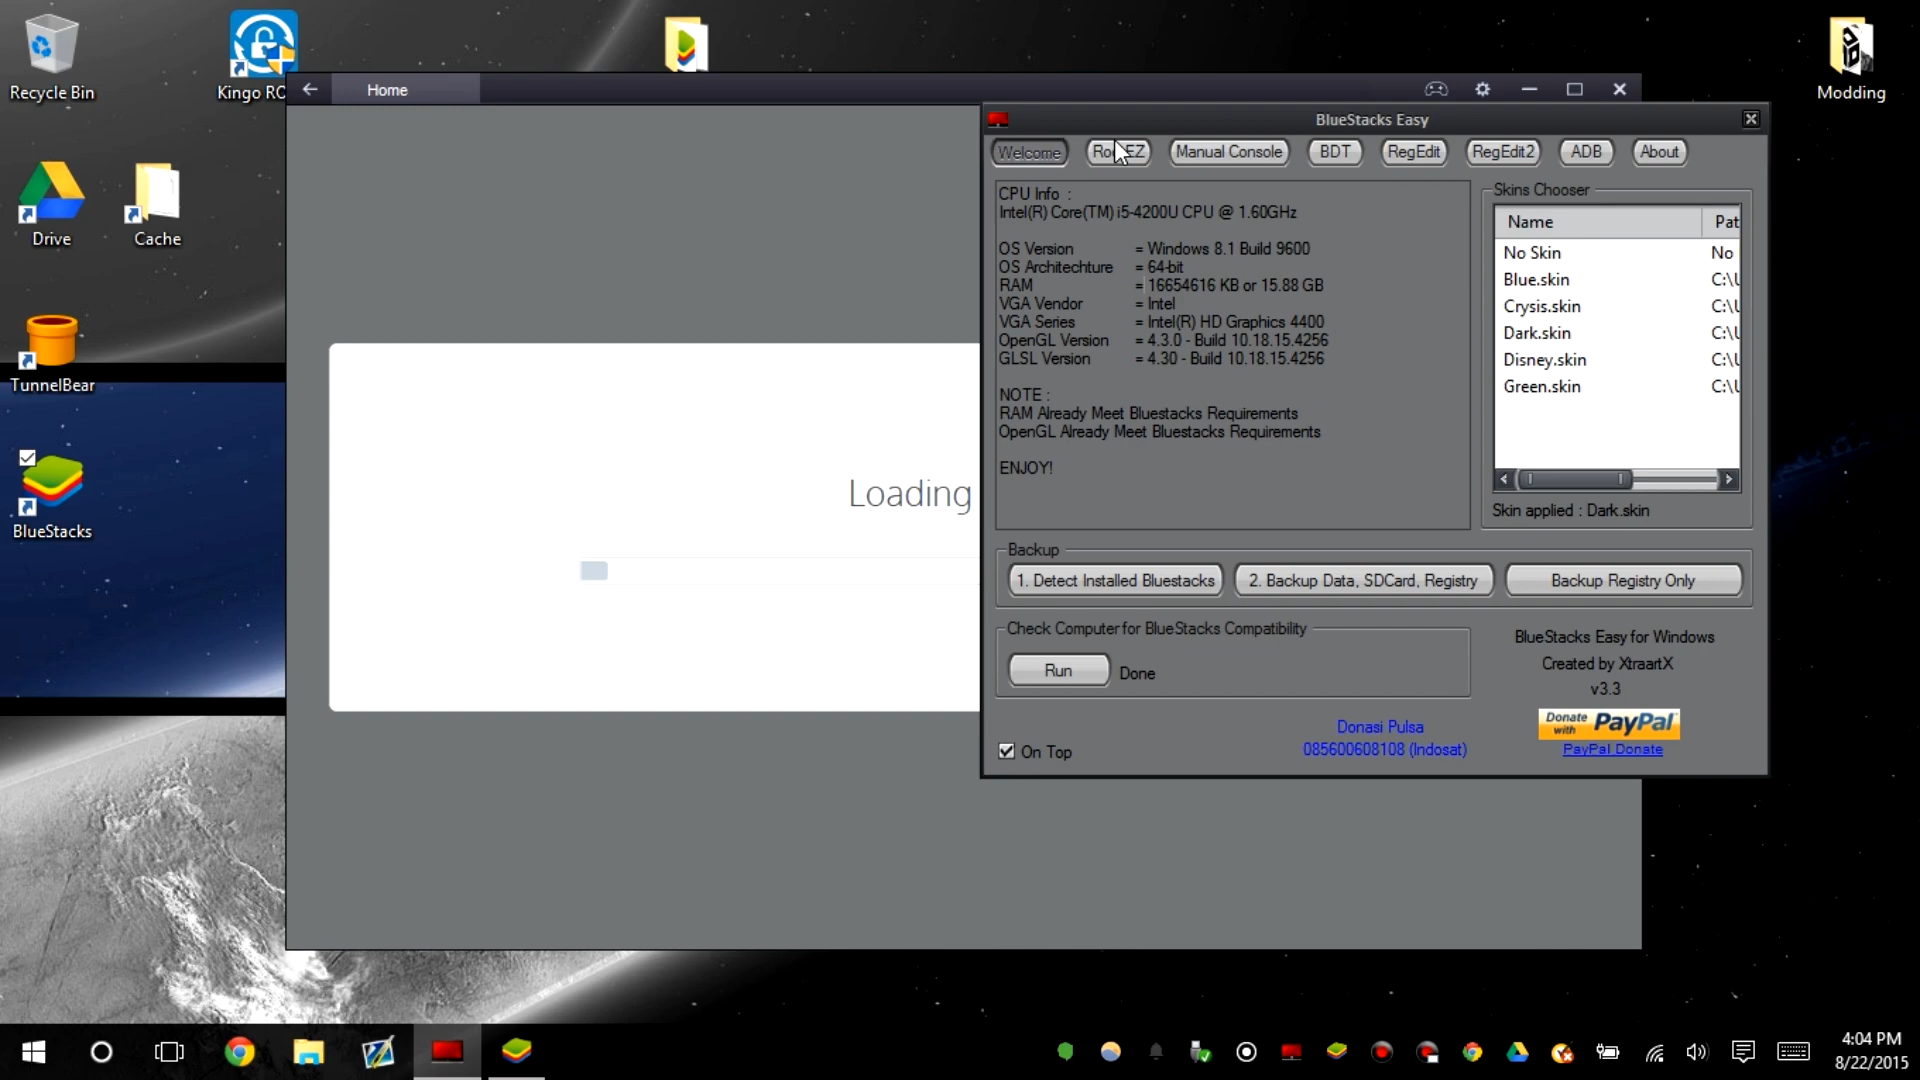 Recycle Bin
Kingo RO
Modding
Drive
Cache
TunnelBear
BlueStacks
Home
Loading
BlueStacks Easy
Welcome
Manual Console
BDT
RegEdit
RegEdit2
ADB
About
CPU Info :
Intel(R) Core(TM) i5-4200U CPU @ 1.60GHz
OS Version = Windows 8.1 Build 9600
OS Architechture = 64-bit
RAM = 16654616 KB or 15.88 GB
VGA Vendor = Intel
VGA Series = Intel(R) HD Graphics 4400
OpenGL Version = 4.3.0 - Build 10.18.15.4256
GLSL Version = 4.30 - Build 10.18.15.4256
NOTE :
RAM Already Meet Bluestacks Requirements
OpenGL Already Meet Bluestacks Requirements
ENJOY!
Skins Chooser
Name Pat
No Skin No
Blue.skin C:\U
Crysis.skin C:\U
Dark.skin C:\U
Disney.skin C:\U
Green.skin C:\U
Skin applied : Dark.skin
Backup
1. Detect Installed Bluestacks
2. Backup Data, SDCard, Registry
Backup Registry Only
Check Computer for BlueStacks Compatibility
Run
Done
BlueStacks Easy for Windows
Created by XtraartX
v3.3
Donate with PayPal
PayPal Donate
Donasi Pulsa
085600608108 (Indosat)
On Top
4:04 PM
8/22/2015